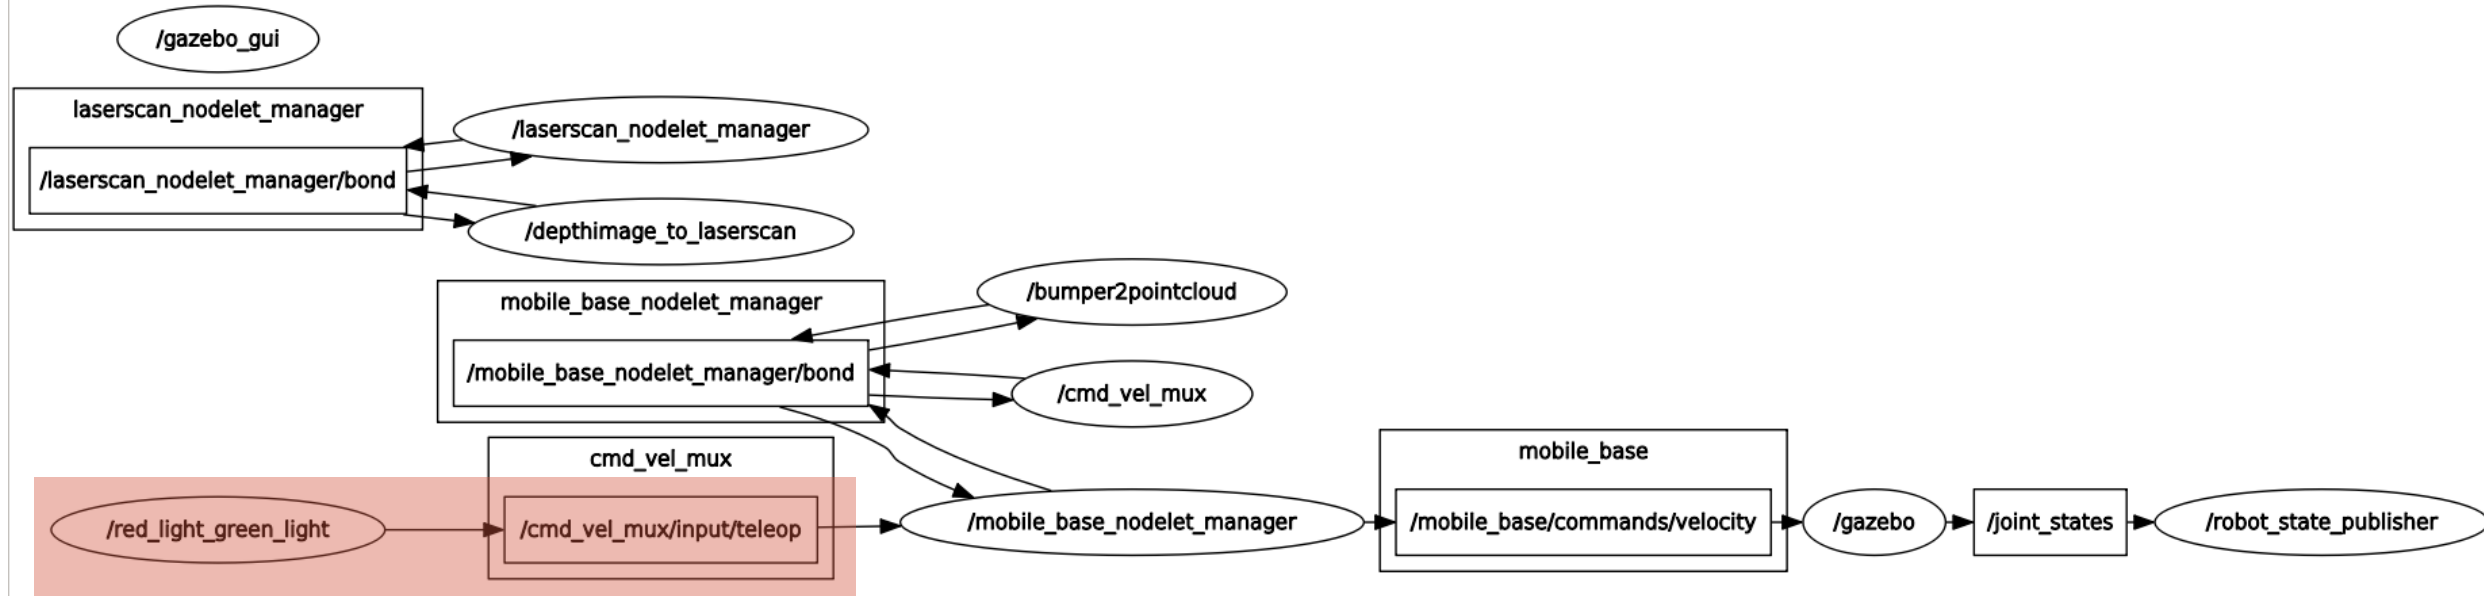 /gazebo_gui
laserscan_nodelet_manager
/laserscan_nodelet_manager
/laserscan_nodelet_manager/bond
/depthimage_to_laserscan
mobile_base_nodelet_manager
/bumper2pointcloud
/mobile_base_nodelet_manager/bond
/cmd_vel_mux
cmd_vel_mux
/red_light_green_light
/cmd_vel_mux/input/teleop
/mobile_base_nodelet_manager
mobile_base
/mobile_base/commands/velocity
/gazebo
/joint_states
/robot_state_publisher